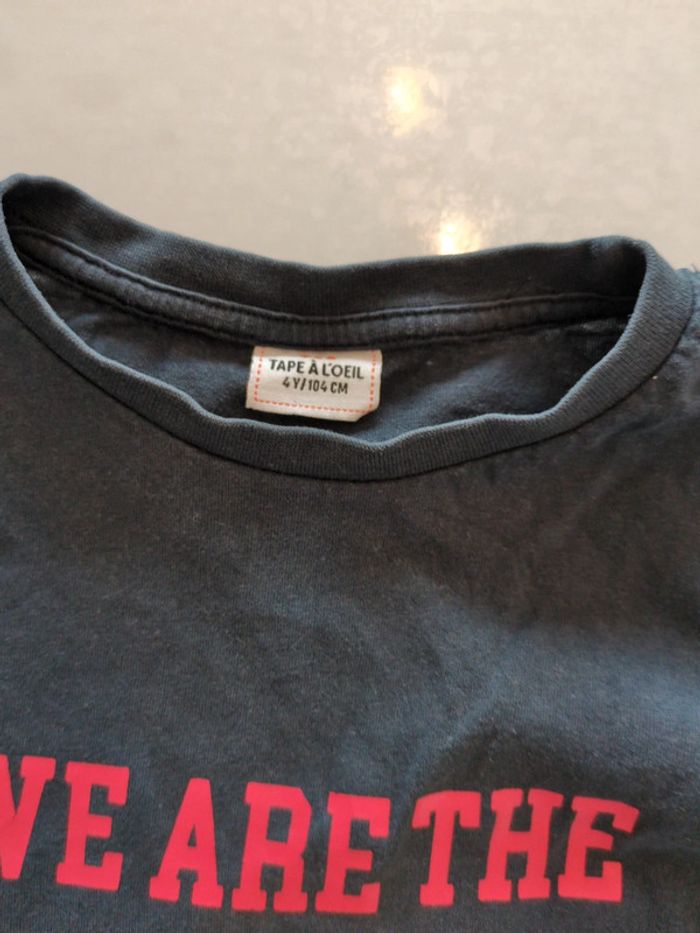 TAPE À L'OEIL
4Y/104 CM
WE ARE THE